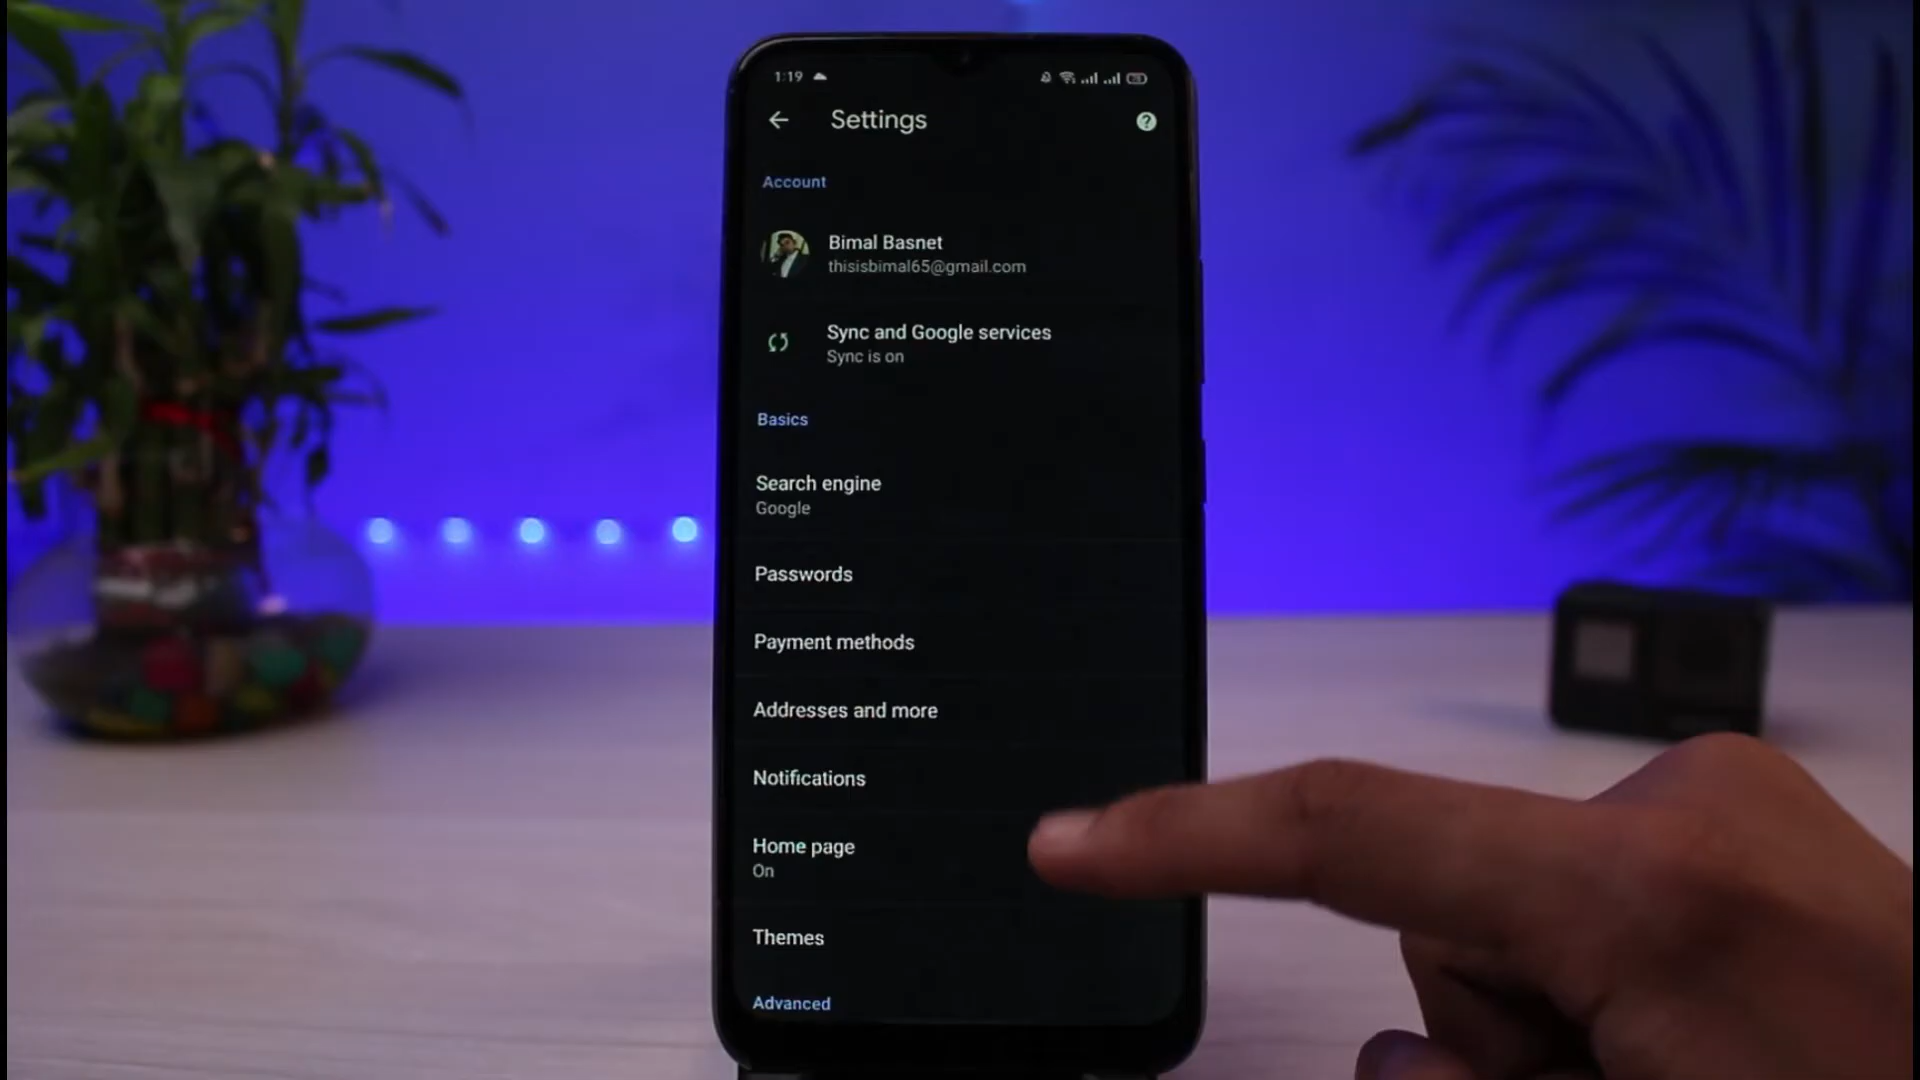 1:19
Settings
Account
Bimal Basnet
thisisbimal65@gmail.com
Sync and Google services
Sync is on
Basics
Search engine
Google
Passwords
Payment methods
Addresses and more
Notifications
Home page
On
Themes
Advanced